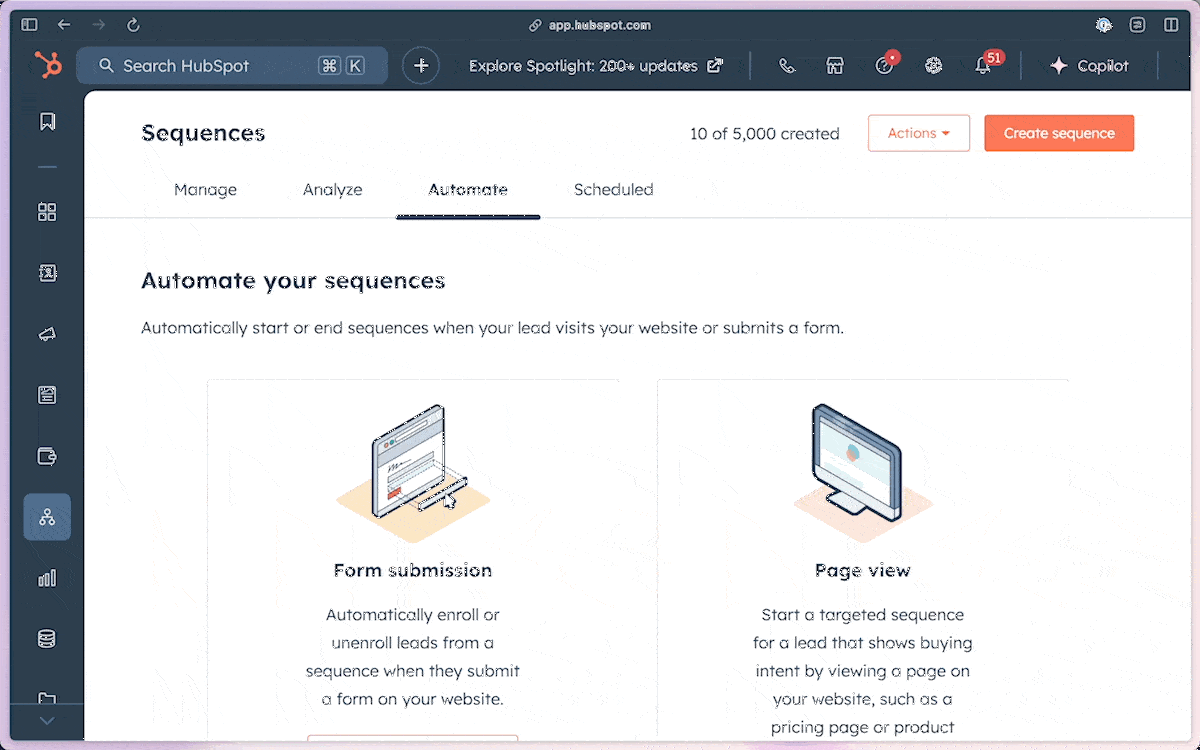 app.hubspot.com
Search HubSpot ⌘ K
Explore Spotlight: 200+ updates
51
Copilot
Sequences
10 of 5,000 created
Actions
Create sequence
Manage Analyze Automate Scheduled
Automate your sequences
Automatically start or end sequences when your lead visits your website or submits a form.
Form submission
Automatically enroll or
unenroll leads from a
sequence when they submit
a form on your website.
Page view
Start a targeted sequence
for a lead that shows buying
intent by viewing a page on
your website, such as a
pricing page or product